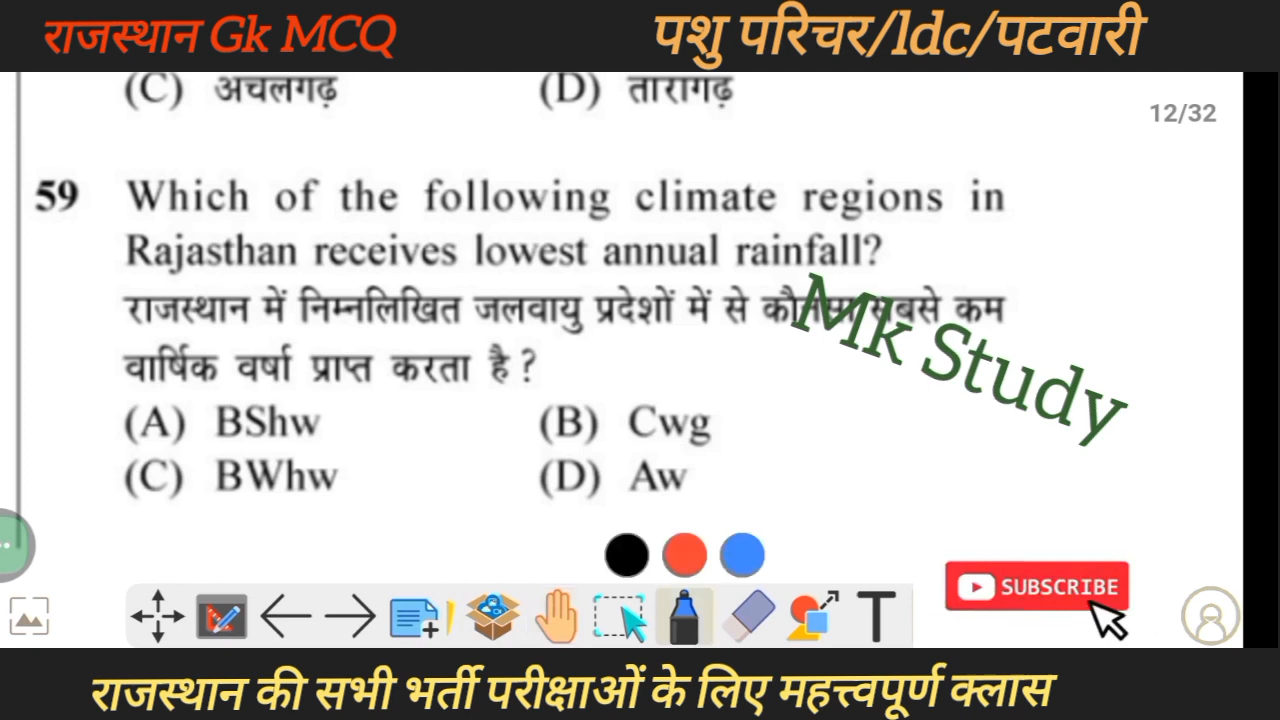 राजस्थान Gk MCQ
पशु परिचर/ldc/पटवारी
(C) अचलगढ़ (D) तारागढ़
12/32
59 Which of the following climate regions in
Rajasthan receives lowest annual rainfall?
राजस्थान में निम्नलिखित जलवायु प्रदेशों में से कौनसा सबसे कम
वार्षिक वर्षा प्राप्त करता है ?
Mk Study
(A) BShw (B) Cwg
(C) BWhw (D) Aw
T
SUBSCRIBE
राजस्थान की सभी भर्ती परीक्षाओं के लिए महत्त्वपूर्ण क्लास